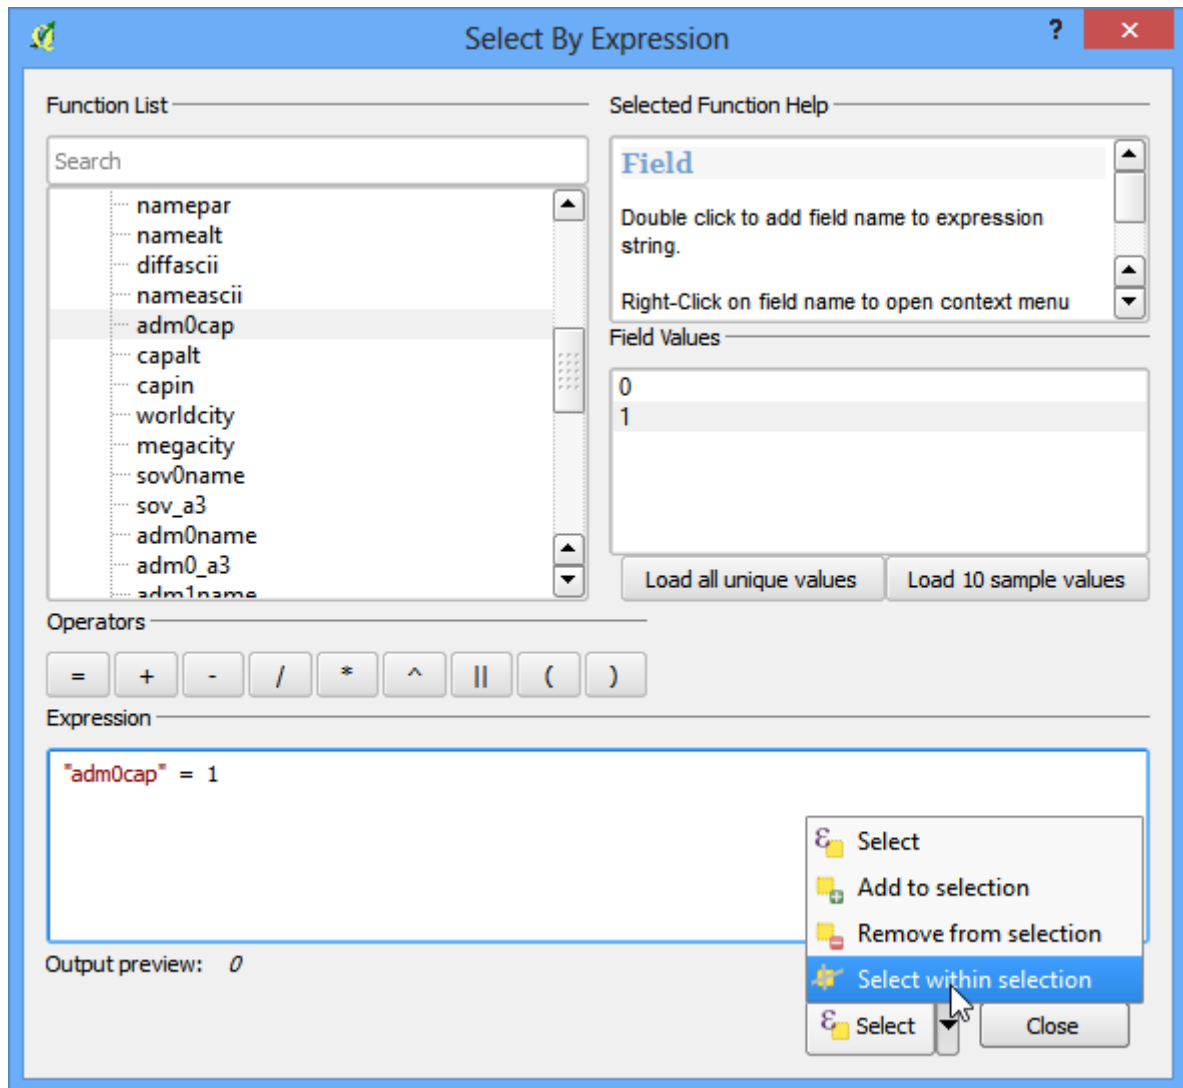 Select By Expression
?
×
Function List
Search
namepar
namealt
diffascii
nameascii
adm0cap
capalt
capin
worldcity
megacity
sov0name
sov_a3
adm0name
adm0_a3
adm1name
Selected Function Help
Field
Double click to add field name to expression
string.
Right-Click on field name to open context menu
Field Values
0
1
Load all unique values
Load 10 sample values
Operators
= + - / * ^ || ( )
Expression
"adm0cap" = 1
Select
Add to selection
Remove from selection
Select within selection
Output preview: 0
Select
Close